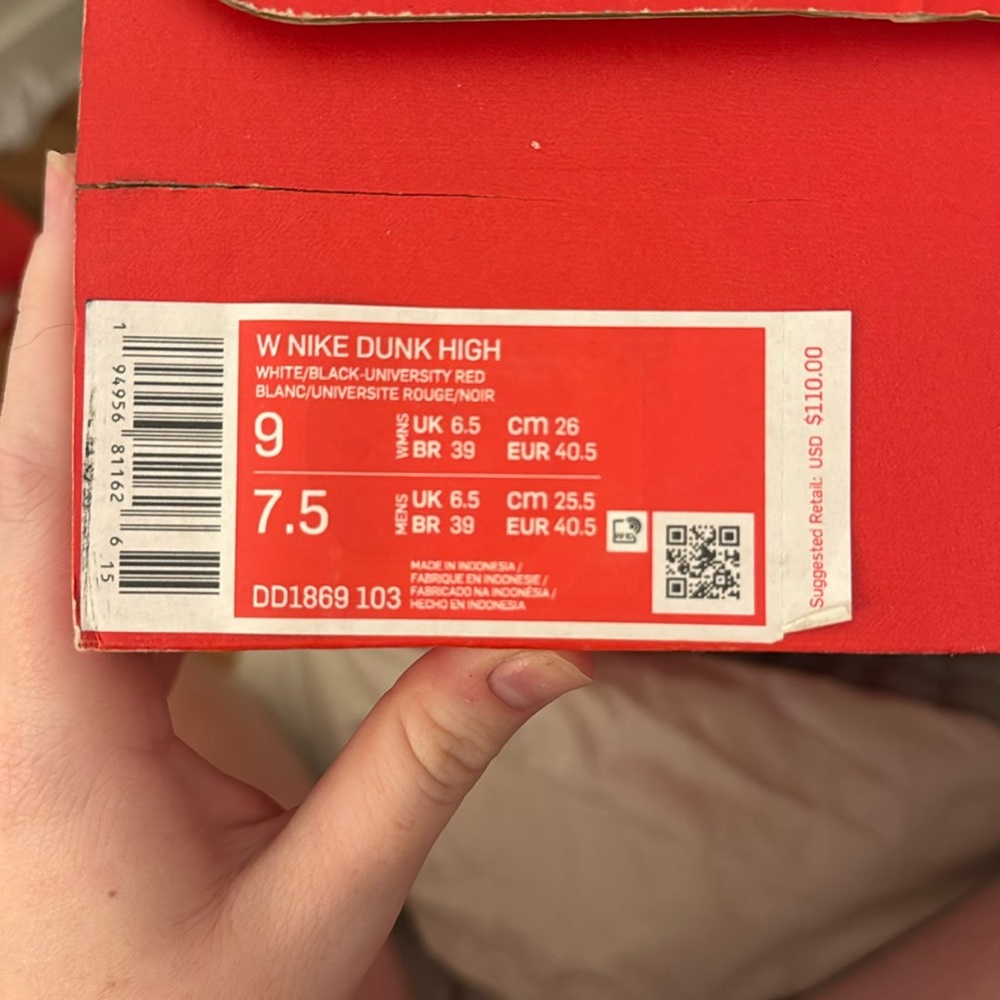 W NIKE DUNK HIGH
WHITE/BLACK-UNIVERSITY RED
BLANC/UNIVERSITE ROUGE/NOIR
9
WMNS
UK 6.5 cm 26
BR 39 EUR 40.5
7.5
MENS
UK 6.5 cm 25.5
BR 39 EUR 40.5
DD1869 103
MADE IN INDONESIA /
FABRIQUE EN INDONESIE /
FABRICADO NA INDONÉSIA /
HECHO EN INDONESIA
1 94956 81162 6 15
Suggested Retail: USD $110.00